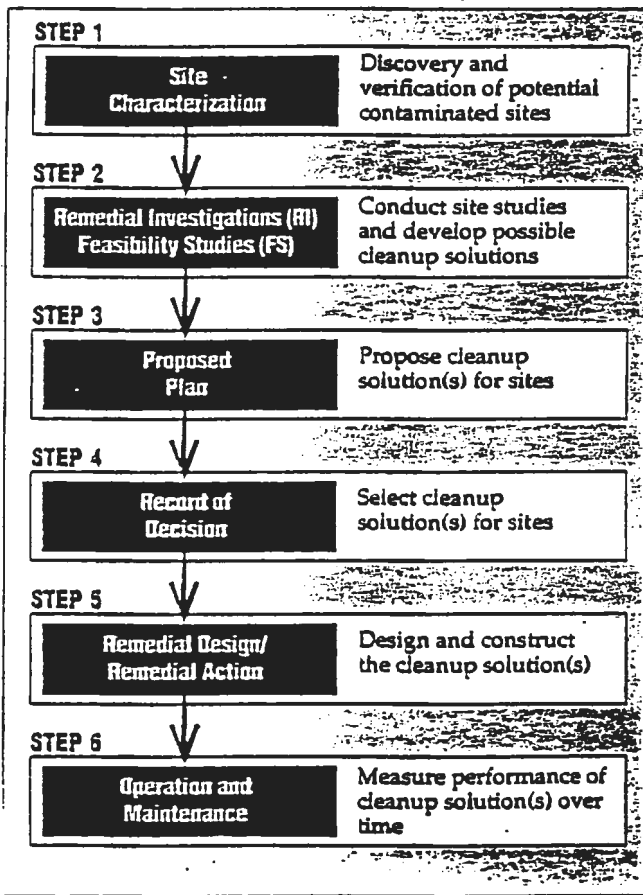 STEP 1
Site
Characterization
Discovery and
verification of potential
contaminated sites
STEP 2
Remedial Investigations (RI)
Feasibility Studies (FS)
Conduct site studies
and develop possible
cleanup solutions
STEP 3
Proposed
Plan
Propose cleanup
solution(s) for sites
STEP 4
Record of
Decision
Select cleanup
solution(s) for sites
STEP 5
Remedial Design/
Remedial Action
Design and construct
the cleanup solution(s)
STEP 6
Operation and
Maintenance
Measure performance of
cleanup solution(s) over
time